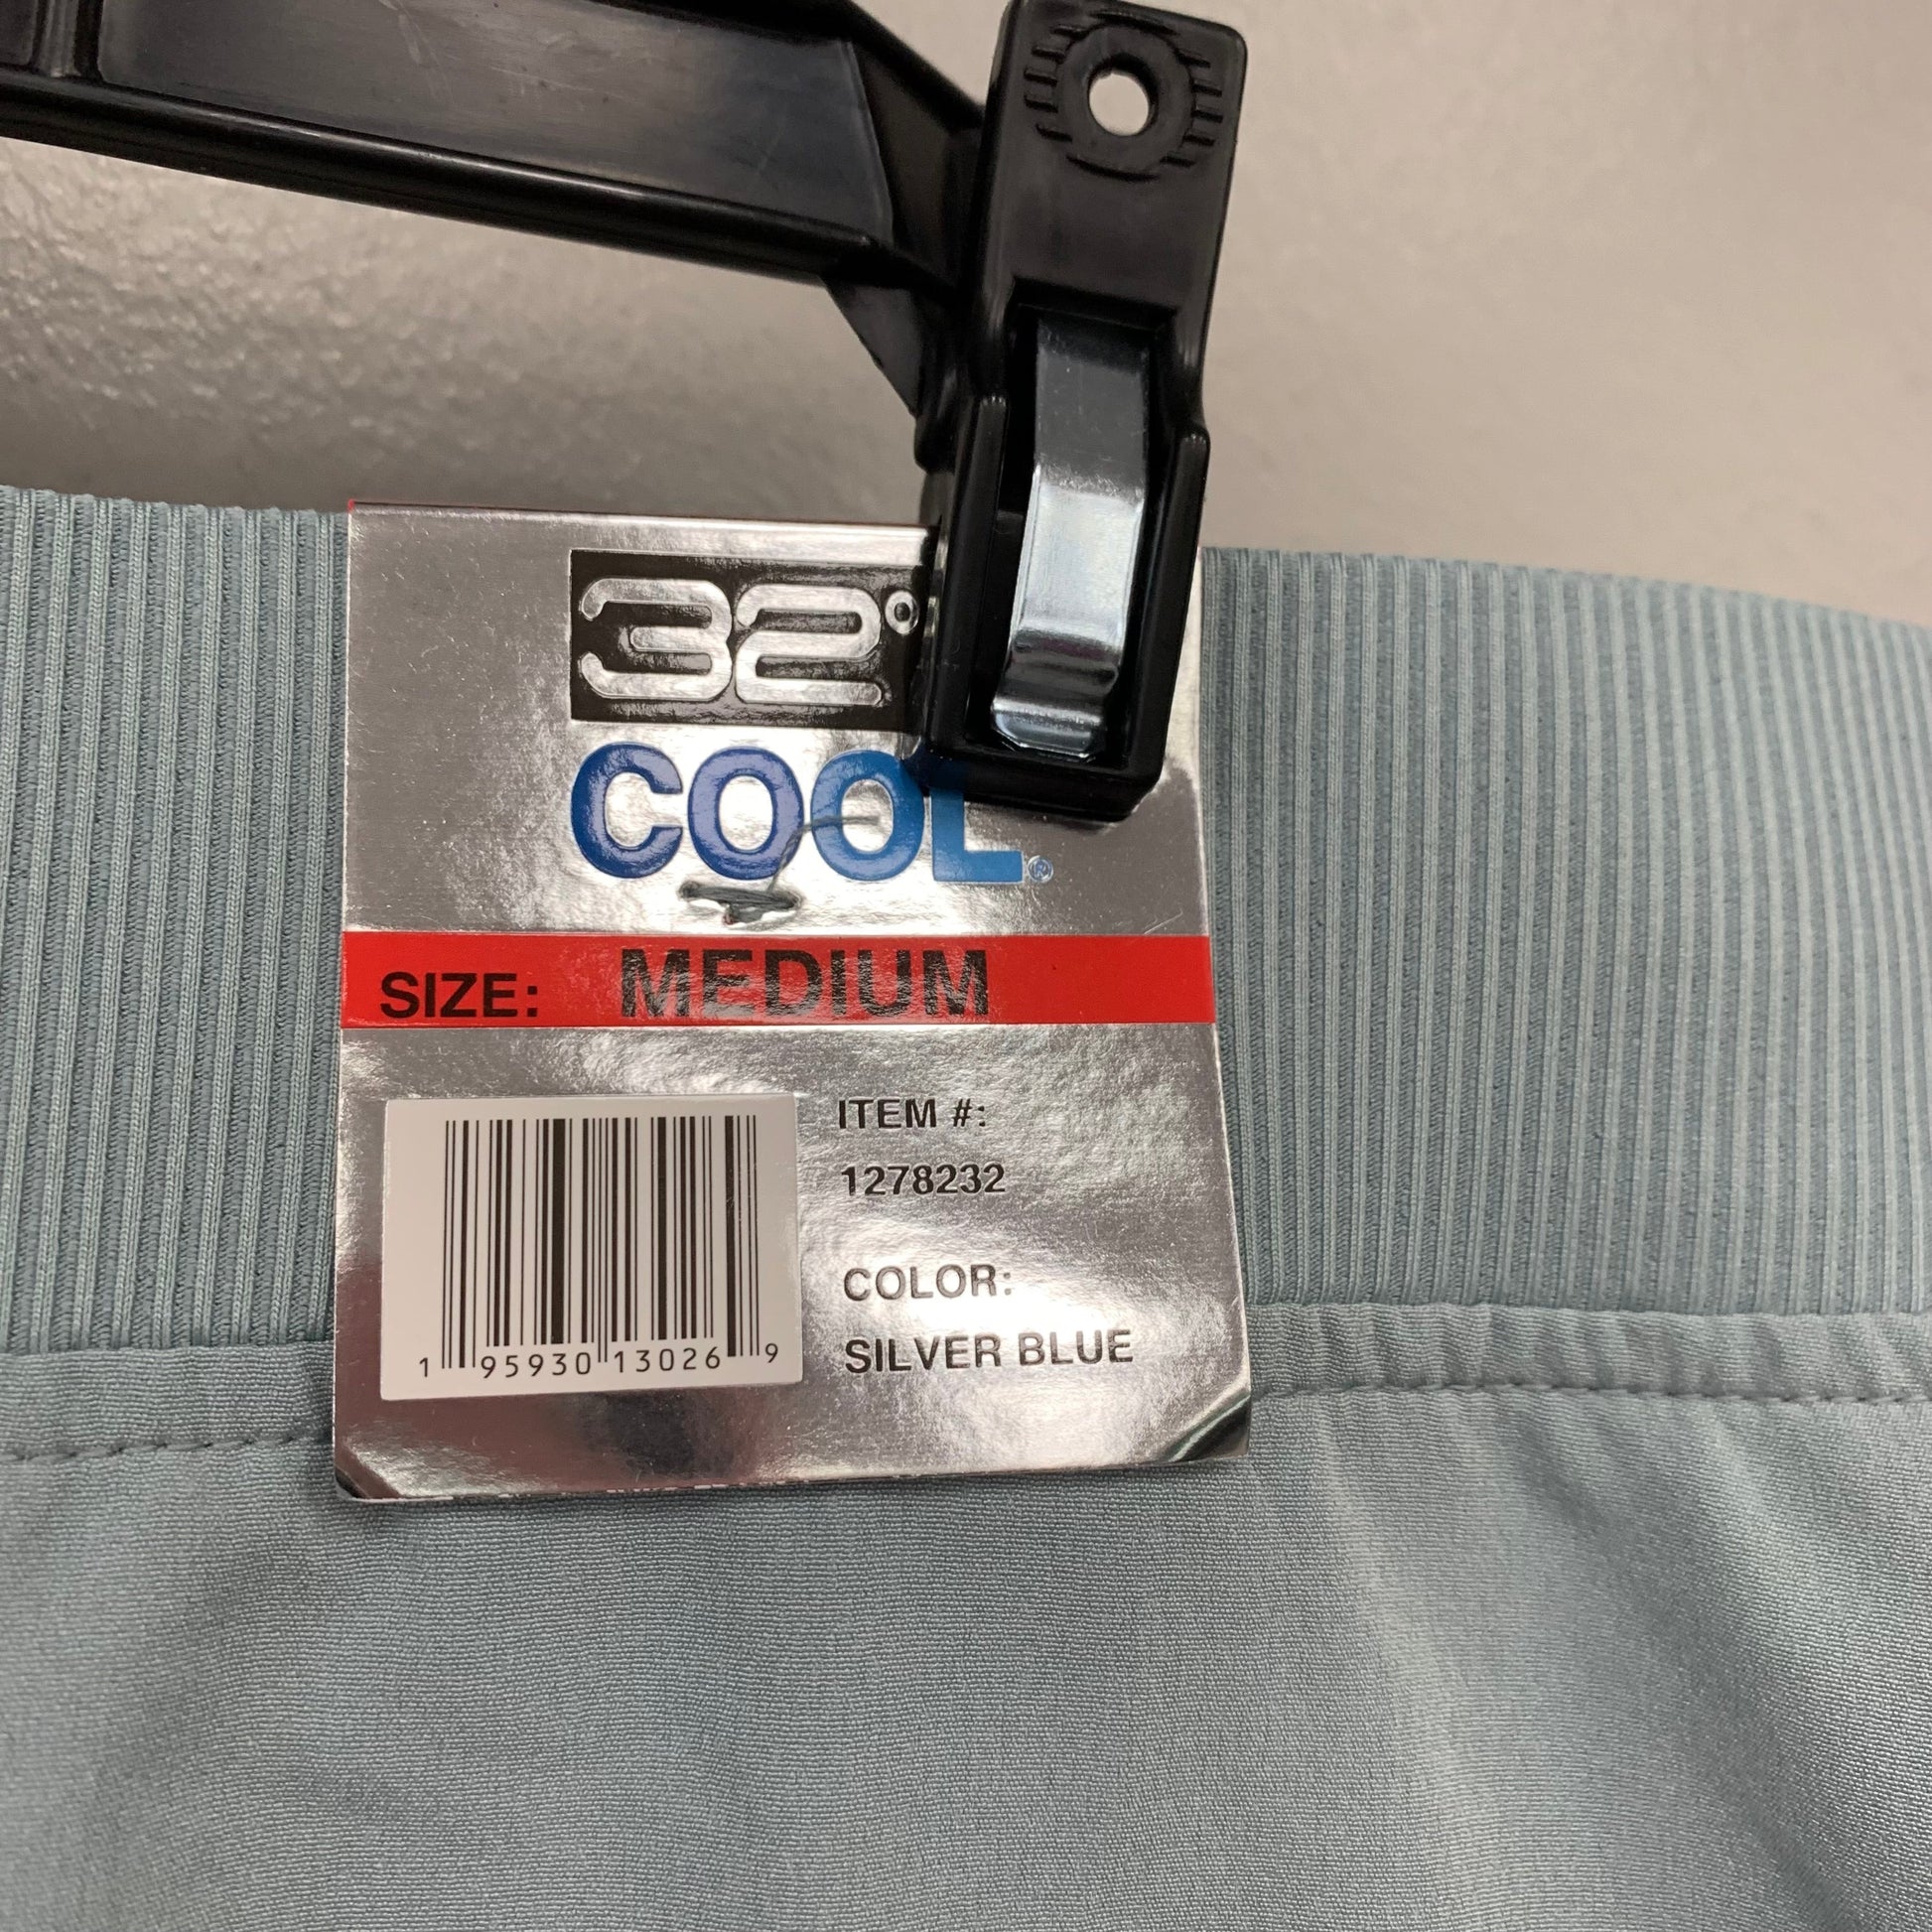 32°
COOL®
SIZE: MEDIUM
ITEM #:
1278232
COLOR:
SILVER BLUE
1 95930 13026 9